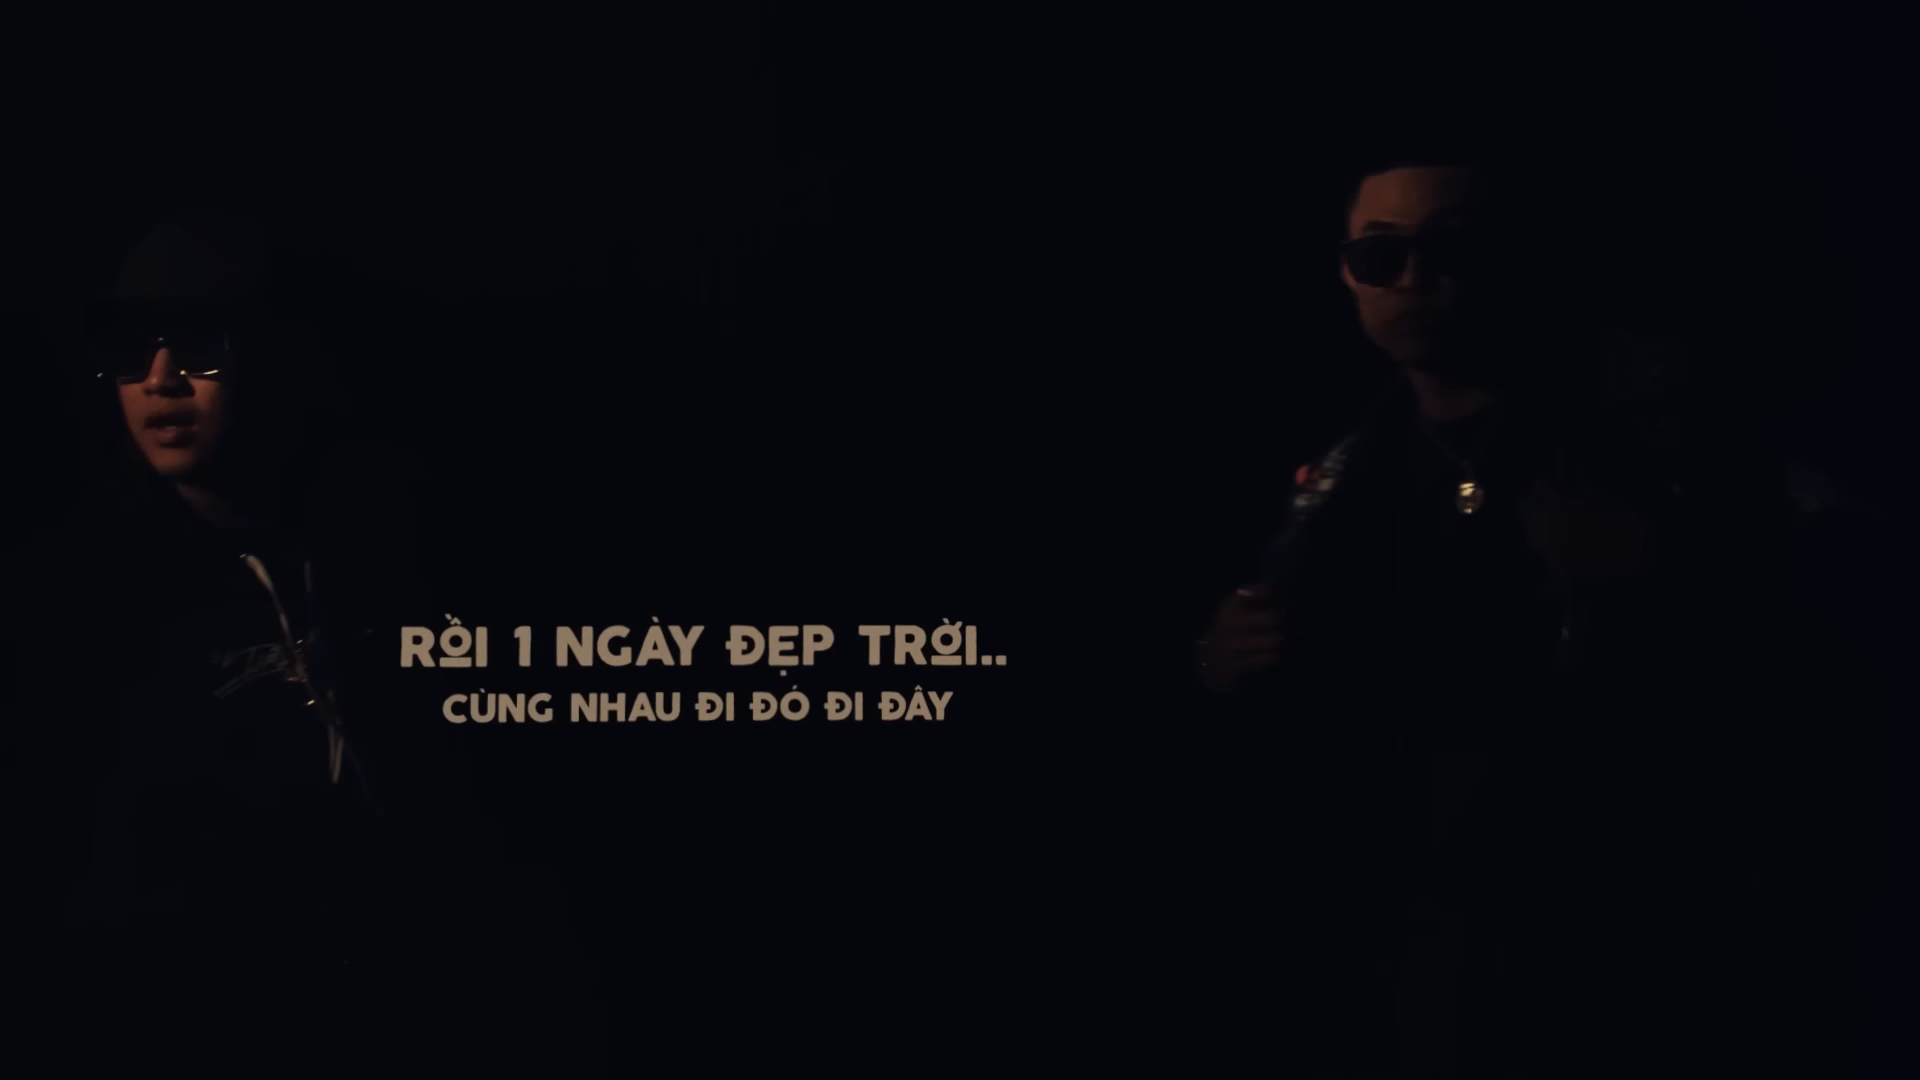 RỒI 1 NGÀY ĐẸP TRỜI..
CÙNG NHAU ĐI ĐÓ ĐI ĐÂY